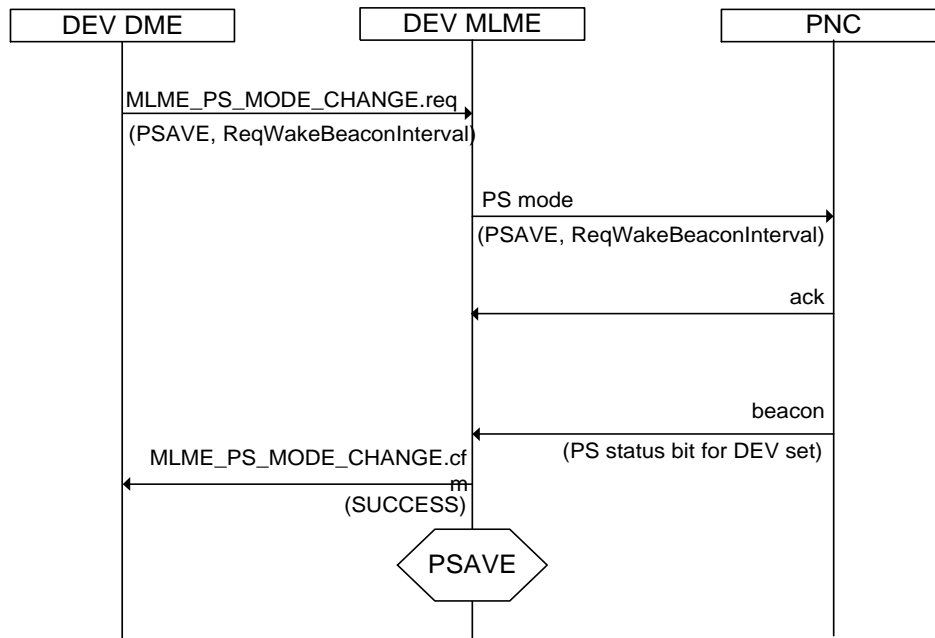 DEV DME
DEV MLME
PNC
MLME_PS_MODE_CHANGE.req
(PSAVE, ReqWakeBeaconInterval)
PS mode
(PSAVE, ReqWakeBeaconInterval)
ack
beacon
(PS status bit for DEV set)
MLME_PS_MODE_CHANGE.cf
m
(SUCCESS)
PSAVE